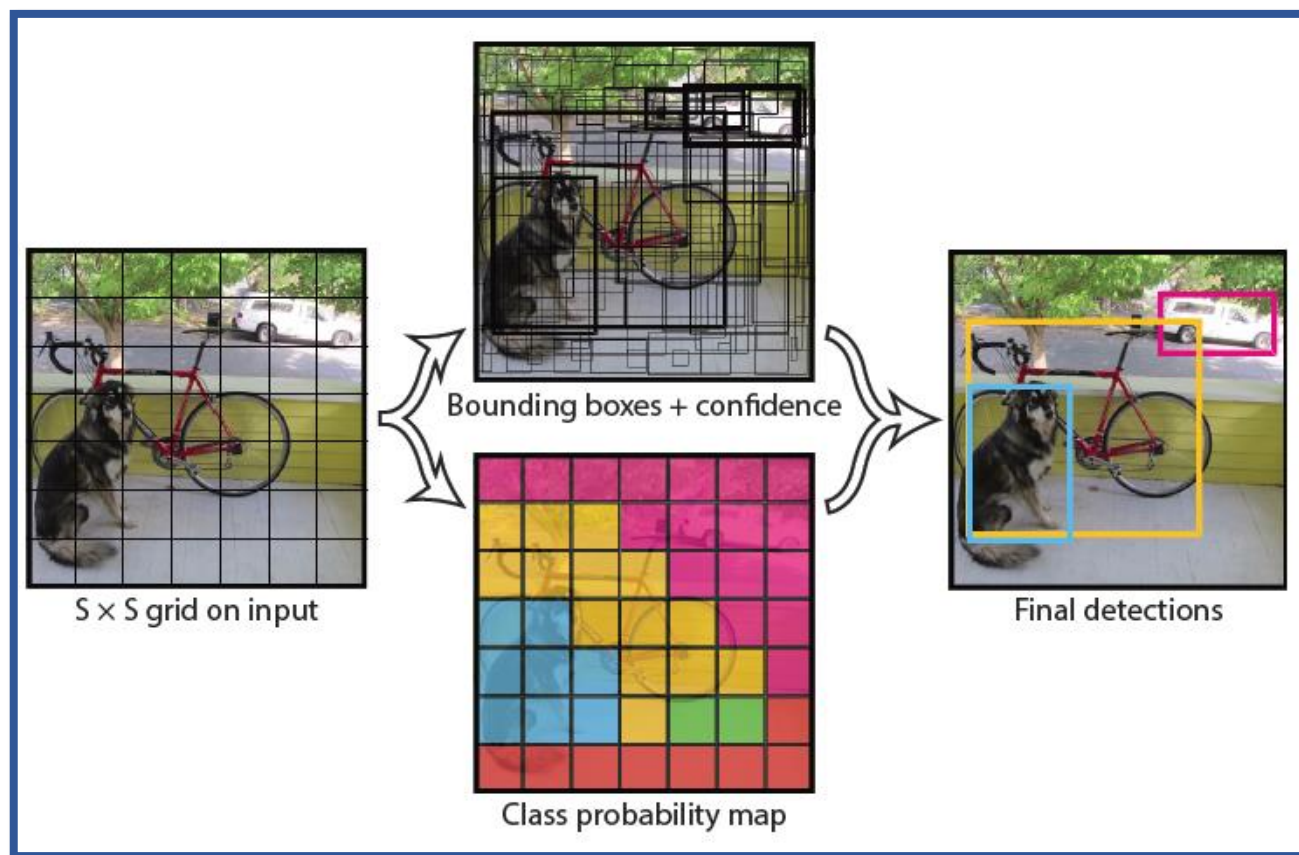 S × S grid on input
Bounding boxes + confidence
Class probability map
Final detections